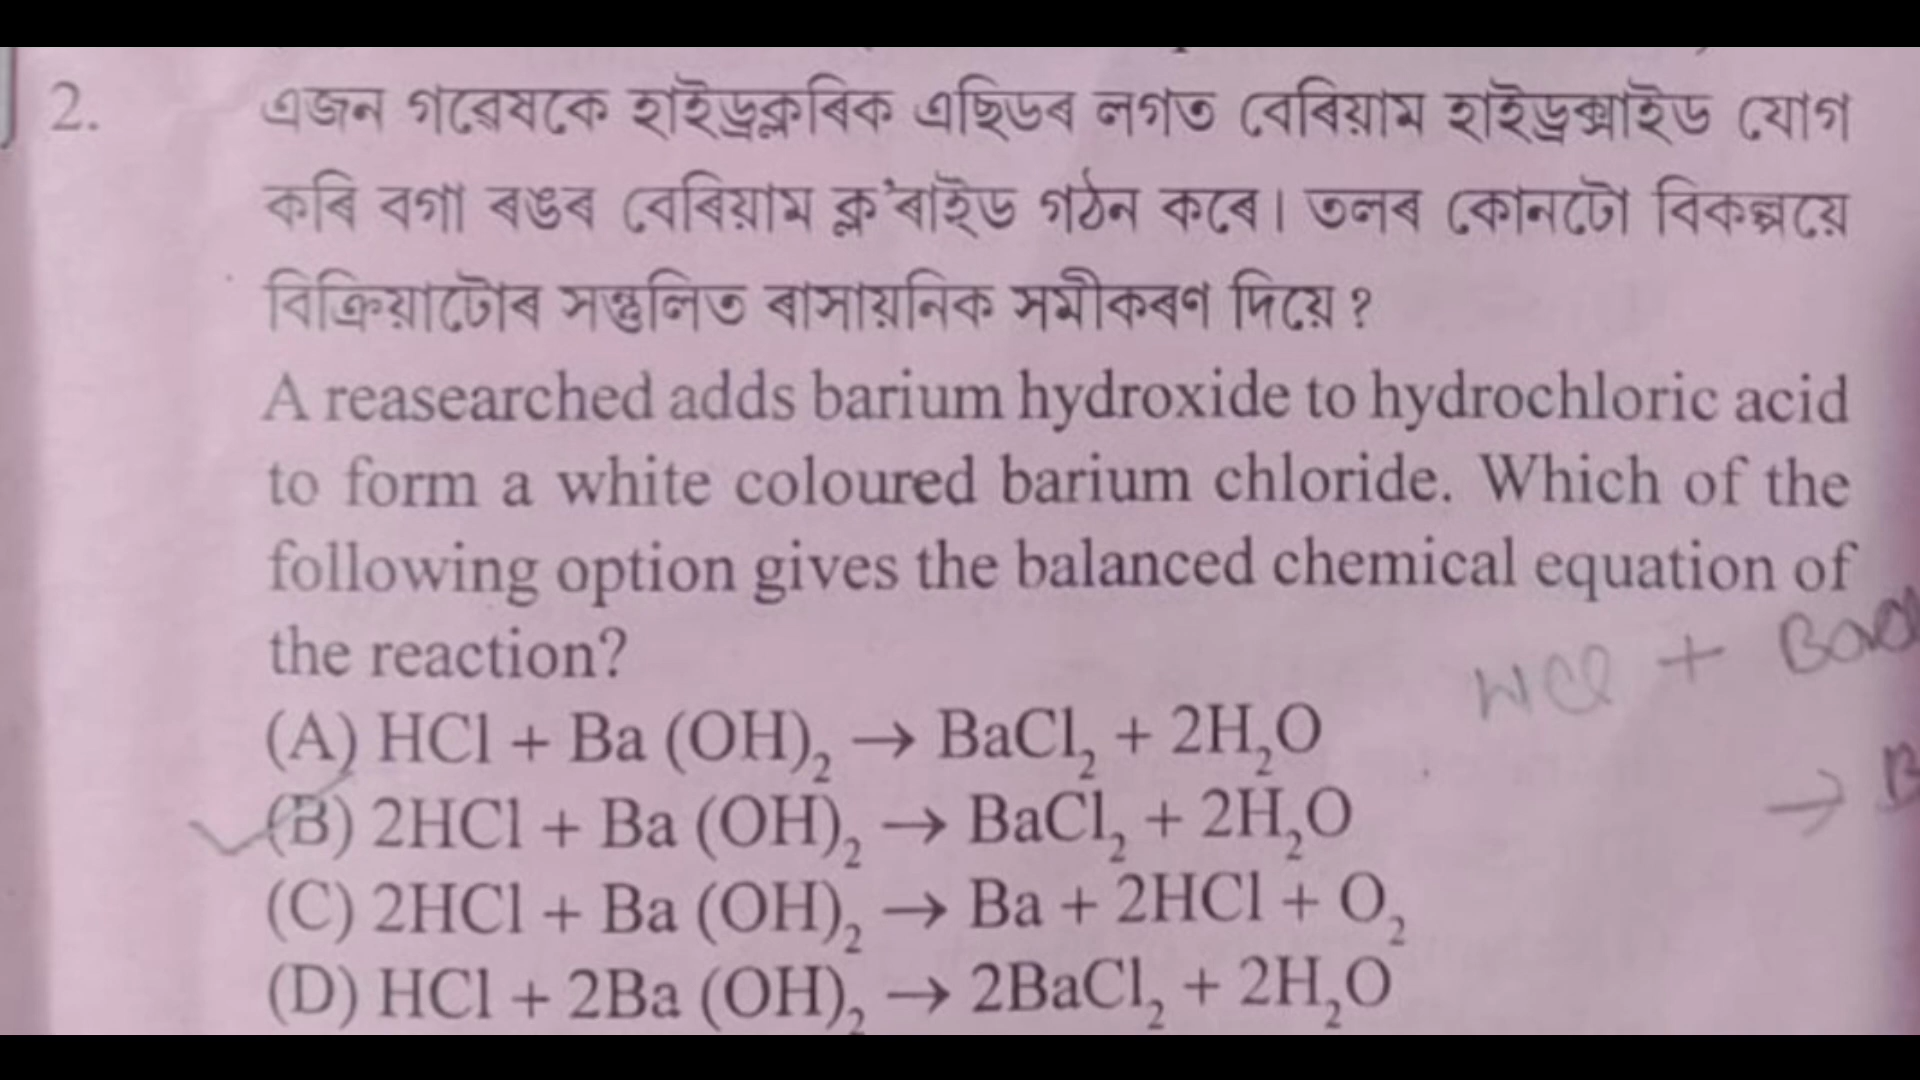 2. এজন গৱেষকে হাইড্ৰক্লৰিক এছিডৰ লগত বেৰিয়াম হাইড্ৰক্সাইড যোগ
কৰি বগা ৰঙৰ বেৰিয়াম ক্ল'ৰাইড গঠন কৰে। তলৰ কোনটো বিকল্পয়ে
বিক্ৰিয়াটোৰ সন্তুলিত ৰাসায়নিক সমীকৰণ দিয়ে ?
A reasearched adds barium hydroxide to hydrochloric acid
to form a white coloured barium chloride. Which of the
following option gives the balanced chemical equation of
the reaction?
HCl +
(A) HCl + Ba (OH)₂ → BaCl₂ + 2H₂O
→ B
(B) 2HCl + Ba (OH)₂ → BaCl₂ + 2H₂O
(C) 2HCl + Ba (OH)₂ → Ba + 2HCl + O₂
(D) HCl + 2Ba (OH)₂ → 2BaCl₂ + 2H₂O